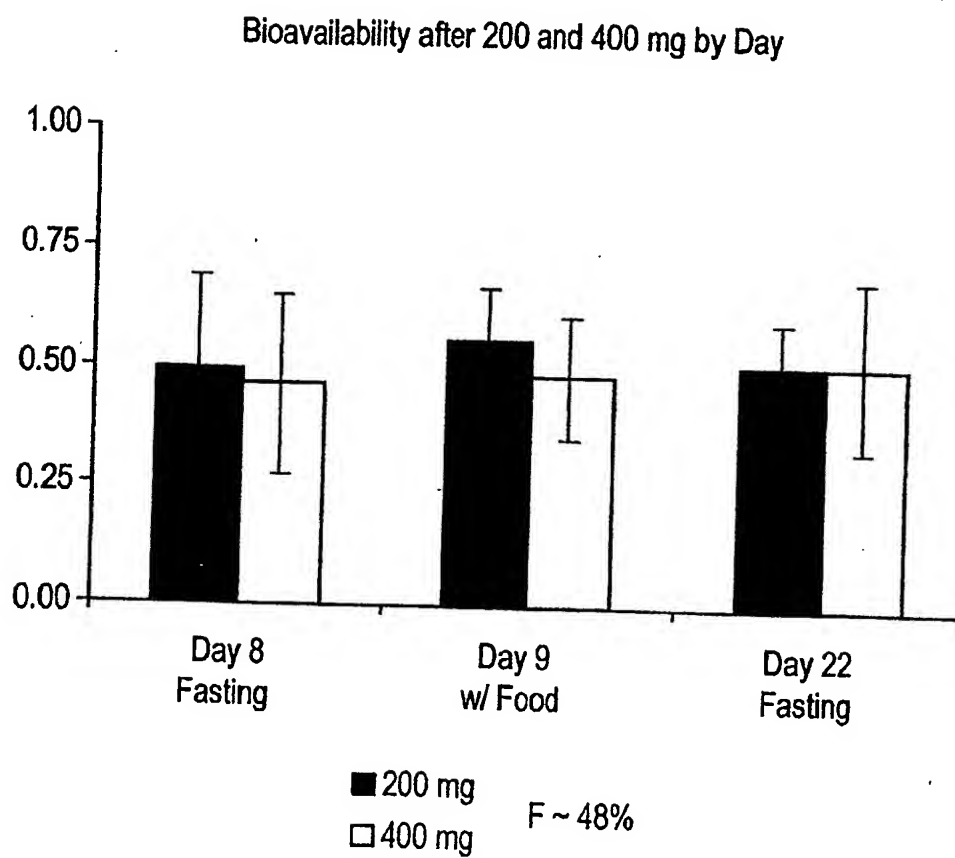 Bioavailability after 200 and 400 mg by Day
1.00
0.75
0.50
0.25
0.00
Day 8
Fasting
Day 9
w/ Food
Day 22
Fasting
200 mg
400 mg
F ~ 48%